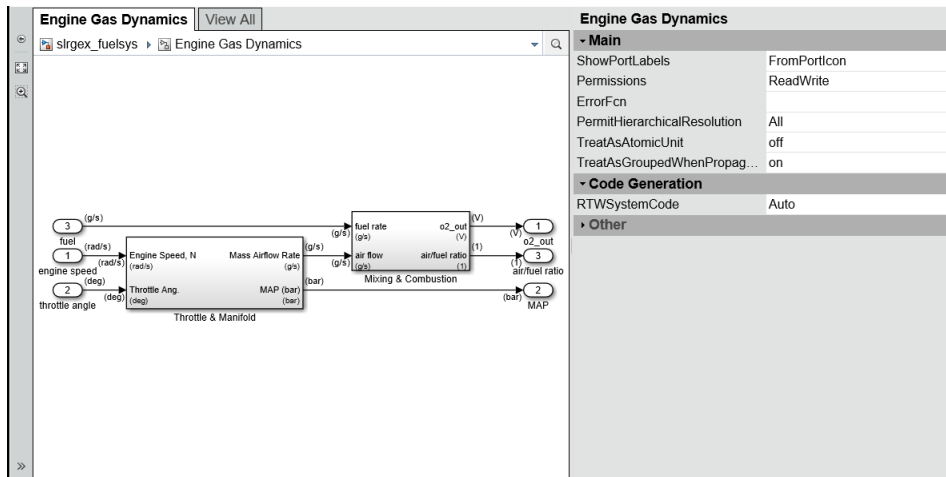 Engine Gas Dynamics View All
slrgex_fuelsys Engine Gas Dynamics
3
(g/s)
fuel
1
(rad/s)
(rad/s)
engine speed
2
(deg)
(deg)
throttle angle
Engine Speed, N
(rad/s)
Mass Airflow Rate
(g/s)
Throttle Ang.
(deg)
MAP (bar)
(bar)
Throttle & Manifold
(g/s)
(g/s)
(g/s)
(bar)
fuel rate
(g/s)
o2_out
(V)
air flow
(g/s)
air/fuel ratio
(1)
Mixing & Combustion
(V)
(V)
1
o2_out
(1)
(1)
3
air/fuel ratio
(bar)
2
MAP
Engine Gas Dynamics
Main
ShowPortLabels FromPortIcon
Permissions ReadWrite
ErrorFcn
PermitHierarchicalResolution All
TreatAsAtomicUnit off
TreatAsGroupedWhenPropag... on
Code Generation
RTWSystemCode Auto
Other